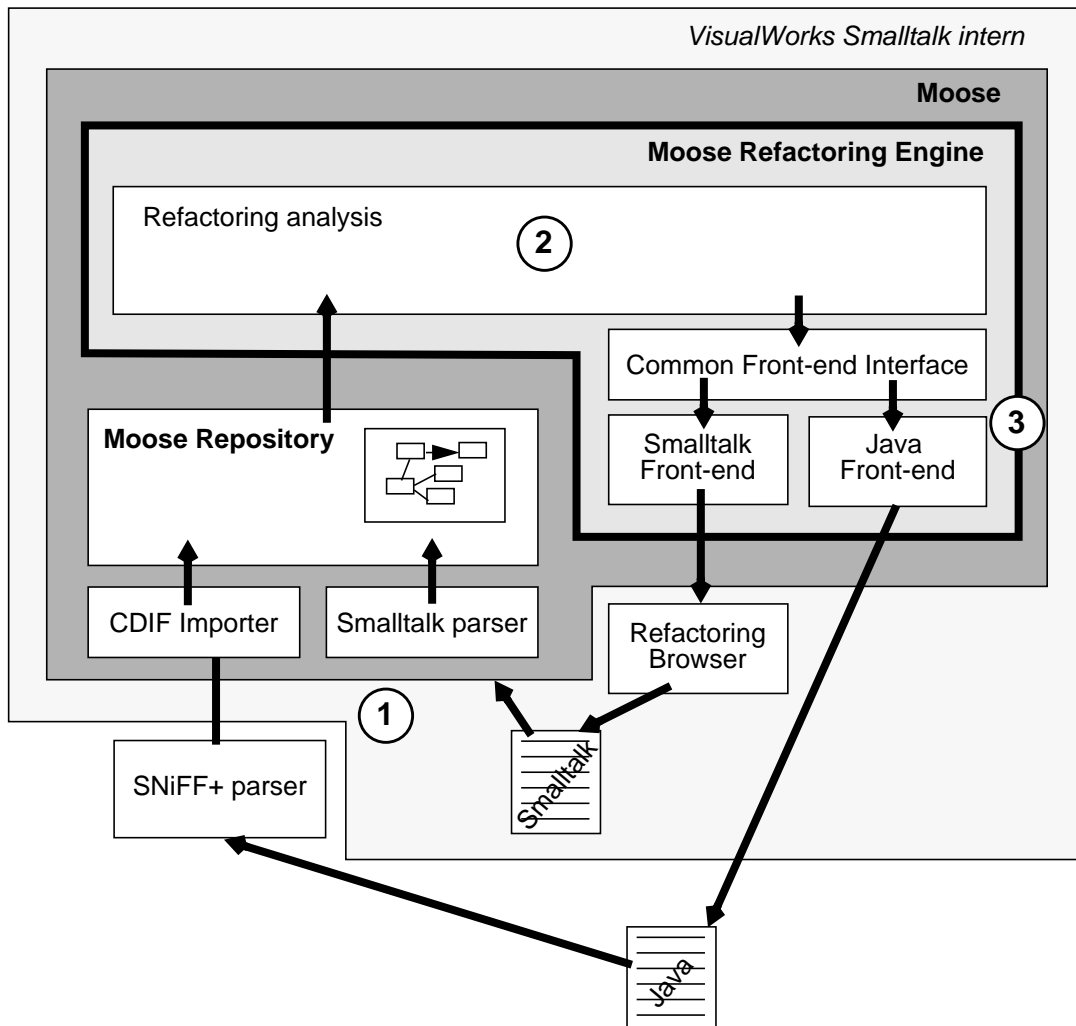 VisualWorks Smalltalk intern
Moose
Moose Refactoring Engine
Refactoring analysis
2
Common Front-end Interface
3
Moose Repository
Smalltalk
Front-end
Java
Front-end
CDIF Importer
Smalltalk parser
Refactoring
Browser
1
SNiFF+ parser
Smalltalk
Java